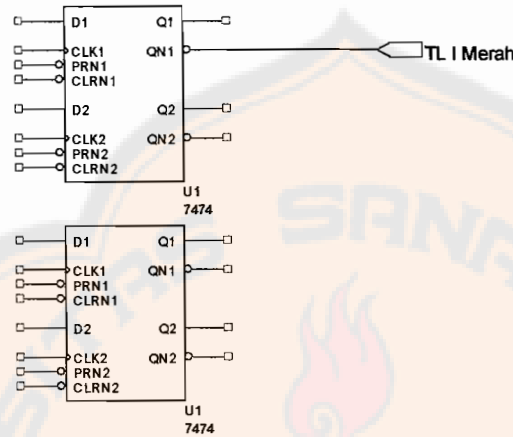 D1 Q1
CLK1 QN1 TL I Merah
PRN1
CLRN1
D2 Q2
CLK2 QN2
PRN2
CLRN2
U1
7474
D1 Q1
CLK1 QN1
PRN1
CLRN1
D2 Q2
CLK2 QN2
PRN2
CLRN2
U1
7474